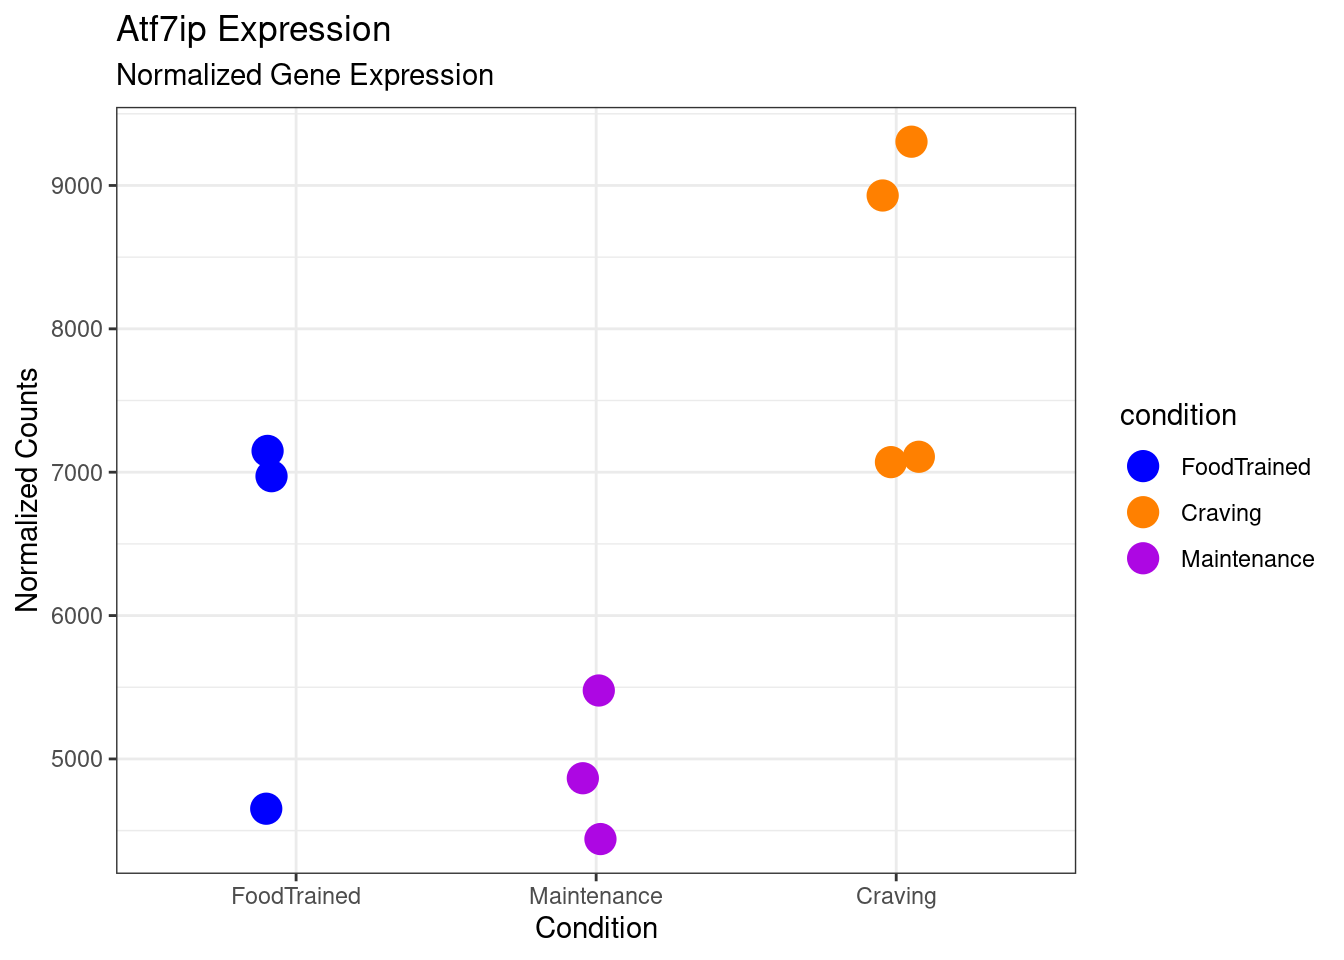 Atf7ip Expression
Normalized Gene Expression
Normalized Counts
9000
8000
7000
6000
5000
FoodTrained
Maintenance
Craving
Condition
condition
FoodTrained
Craving
Maintenance